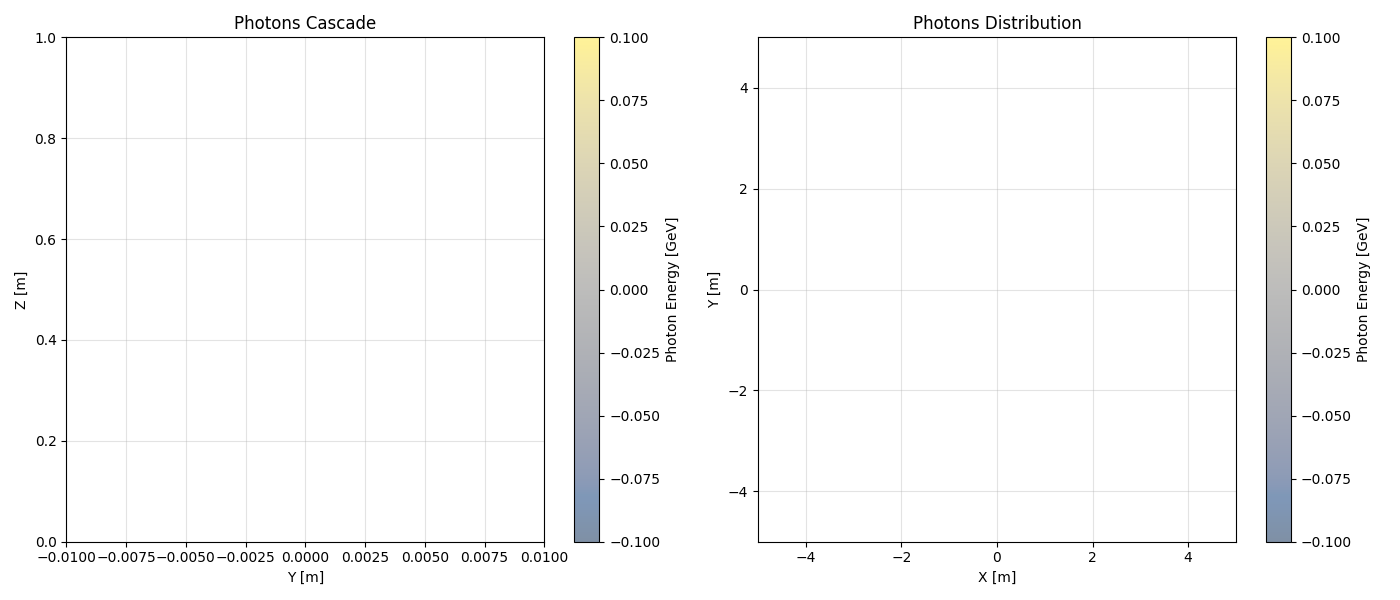 Photons Cascade
1.0
0.8
0.6
0.4
0.2
0.0
Z [m]
−0.0100 −0.0075 −0.0050 −0.0025 0.0000 0.0025 0.0050 0.0075 0.0100
Y [m]
0.100
0.075
0.050
0.025
0.000
−0.025
−0.050
−0.075
−0.100
Photon Energy [GeV]
Photons Distribution
4
2
0
−2
−4
Y [m]
−4 −2 0 2 4
X [m]
0.100
0.075
0.050
0.025
0.000
−0.025
−0.050
−0.075
−0.100
Photon Energy [GeV]